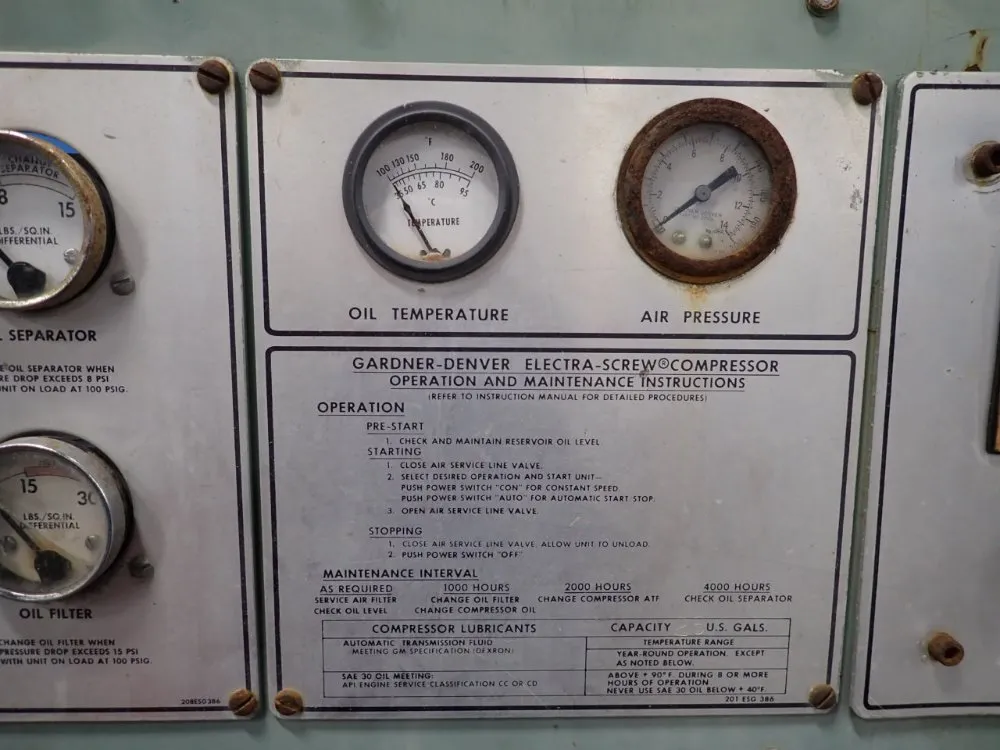 CHANGE
SEPARATOR
8
15
LBS./SQ.IN.
DIFFERENTIAL
SEPARATOR
OIL SEPARATOR WHEN
DROP EXCEEDS 8 PSI
UNIT ON LOAD AT 100 PSIG.
15
LBS./SQ.IN.
DIFFERENTIAL
OIL FILTER
CHANGE OIL FILTER WHEN
PRESSURE DROP EXCEEDS 15 PSI
WITH UNIT ON LOAD AT 100 PSIG.
208ESG386
°F
100 120 150 180 200
35 50 65 80 95
°C
TEMPERATURE
OIL TEMPERATURE
2 4 6 8 12 14
AIR PRESSURE
GARDNER-DENVER ELECTRA-SCREW® COMPRESSOR
OPERATION AND MAINTENANCE INSTRUCTIONS
(REFER TO INSTRUCTION MANUAL FOR DETAILED PROCEDURES)
OPERATION
PRE-START
1. CHECK AND MAINTAIN RESERVOIR OIL LEVEL
STARTING
1. CLOSE AIR SERVICE LINE VALVE.
2. SELECT DESIRED OPERATION AND START UNIT—
PUSH POWER SWITCH "CON" FOR CONSTANT SPEED.
PUSH POWER SWITCH "AUTO" FOR AUTOMATIC START STOP.
3. OPEN AIR SERVICE LINE VALVE.
STOPPING
1. CLOSE AIR SERVICE LINE VALVE, ALLOW UNIT TO UNLOAD.
2. PUSH POWER SWITCH "OFF"
MAINTENANCE INTERVAL
AS REQUIRED 1000 HOURS 2000 HOURS 4000 HOURS
SERVICE AIR FILTER CHANGE OIL FILTER CHANGE COMPRESSOR ATF CHECK OIL SEPARATOR
CHECK OIL LEVEL CHANGE COMPRESSOR OIL
COMPRESSOR LUBRICANTS CAPACITY U.S. GALS.
AUTOMATIC TRANSMISSION FLUID TEMPERATURE RANGE
MEETING GM SPECIFICATION (DEXRON) YEAR-ROUND OPERATION, EXCEPT
AS NOTED BELOW.
SAE 30 OIL MEETING: ABOVE + 90°F. DURING 8 OR MORE
API ENGINE SERVICE CLASSIFICATION CC OR CD HOURS OF OPERATION.
NEVER USE SAE 30 OIL BELOW + 40°F.
201 ESG 386